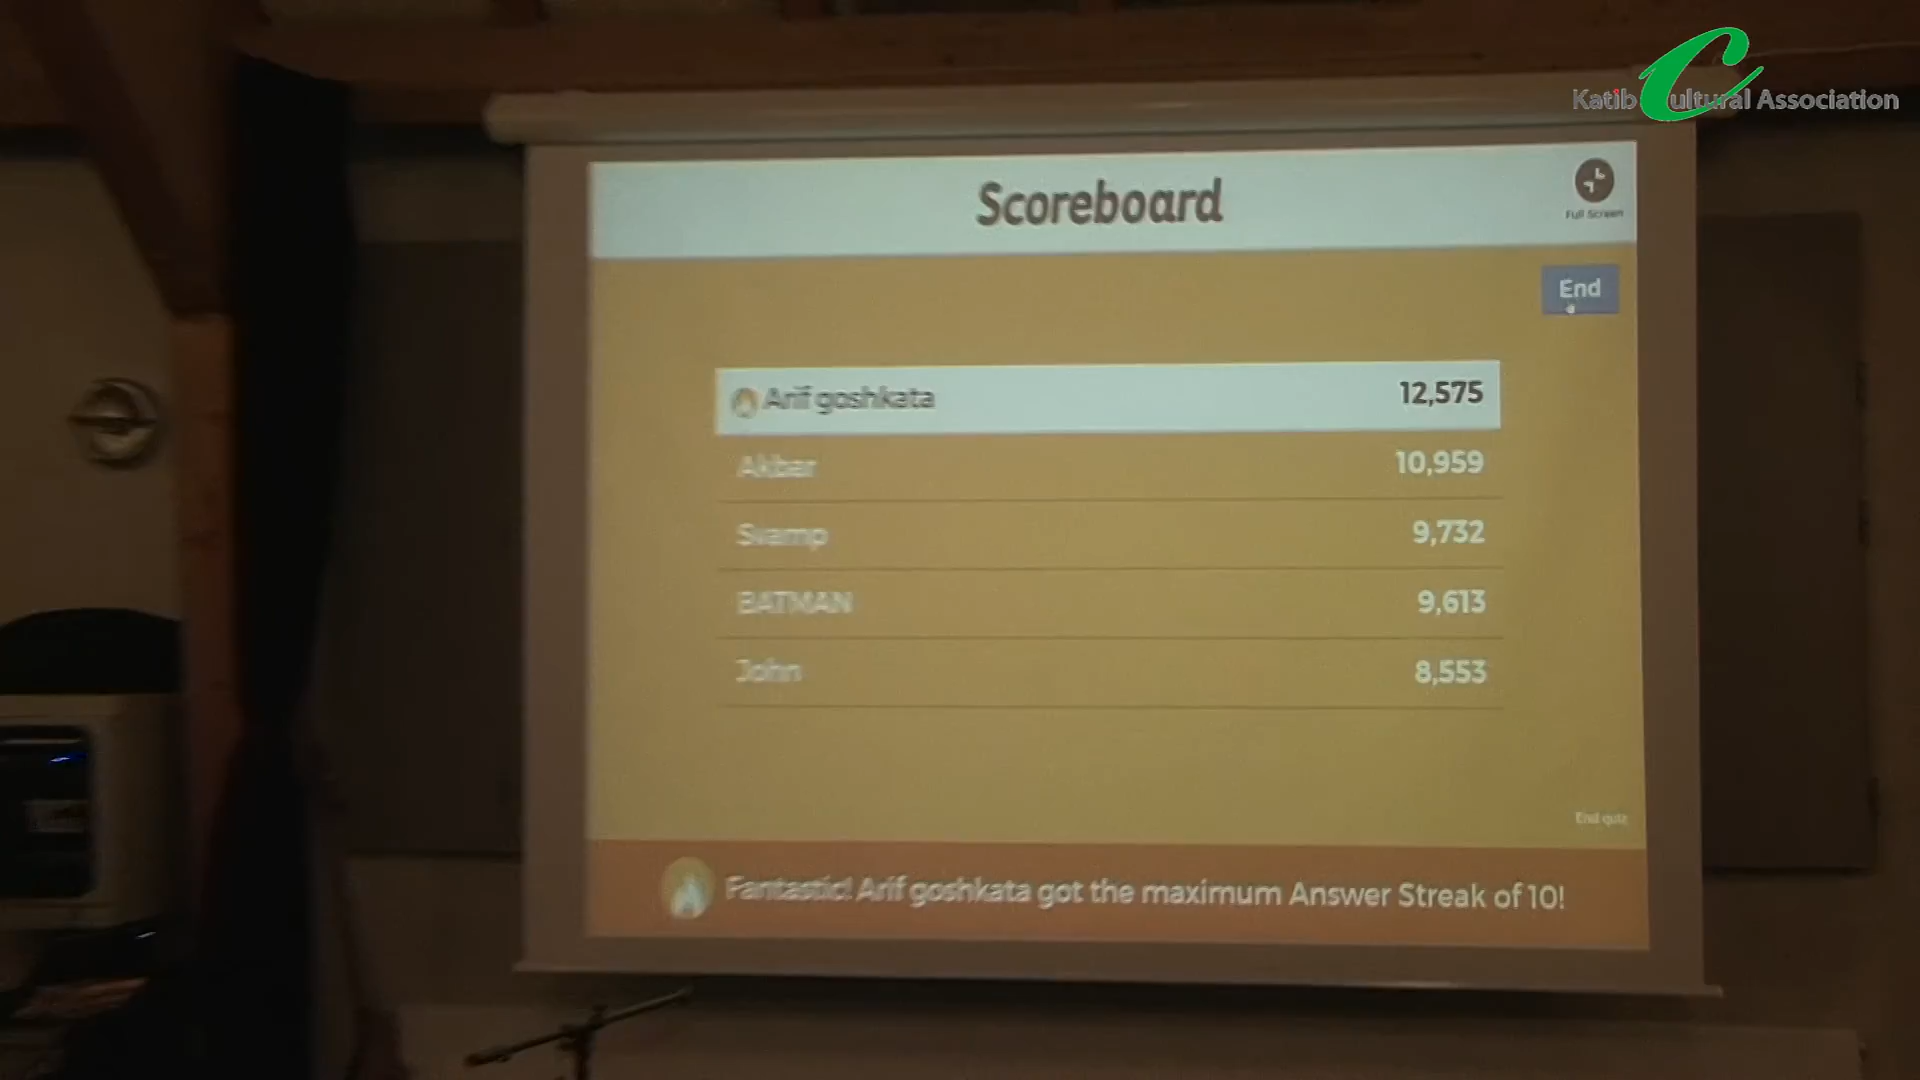 Katib Cultural Association
Scoreboard
Full Screen
End
Arif goshkata 12,575
Akbar 10,959
Svamp 9,732
BATMAN 9,613
John 8,553
End quiz
Fantastic! Arif goshkata got the maximum Answer Streak of 10!